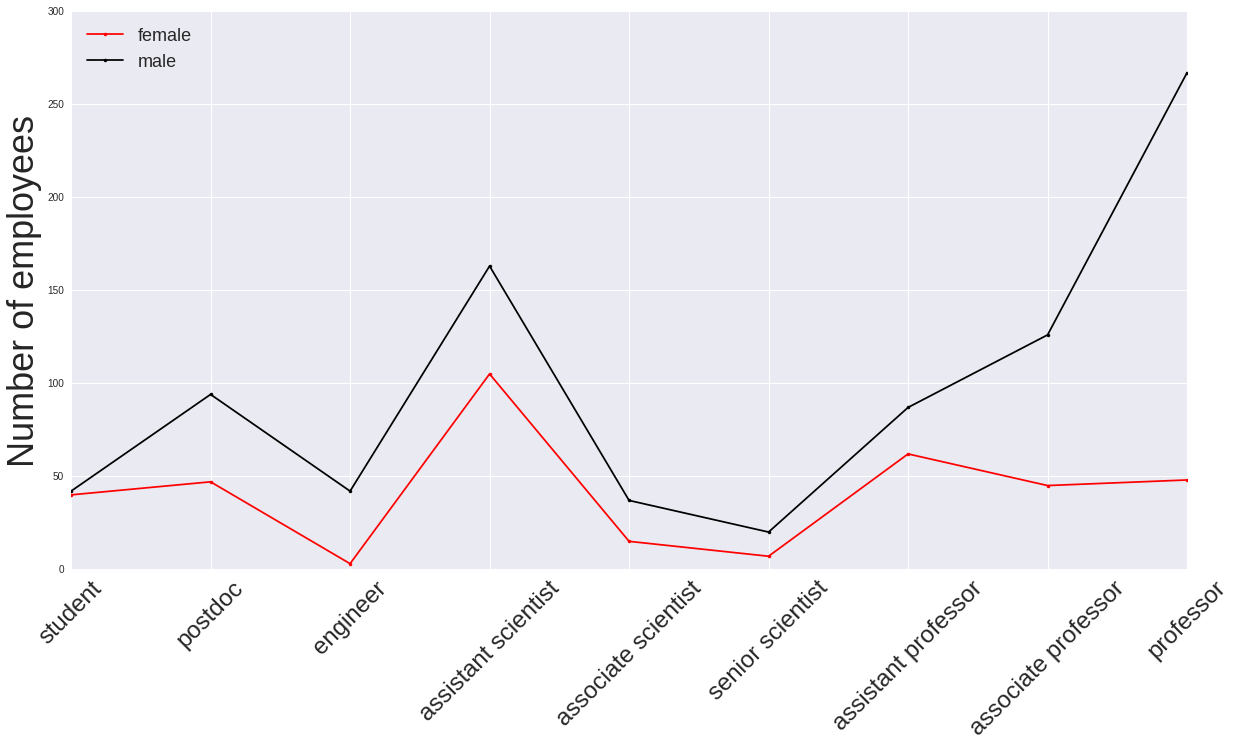 female
male
Number of employees
300
250
200
150
100
50
0
student
postdoc
engineer
assistant scientist
associate scientist
senior scientist
assistant professor
associate professor
professor